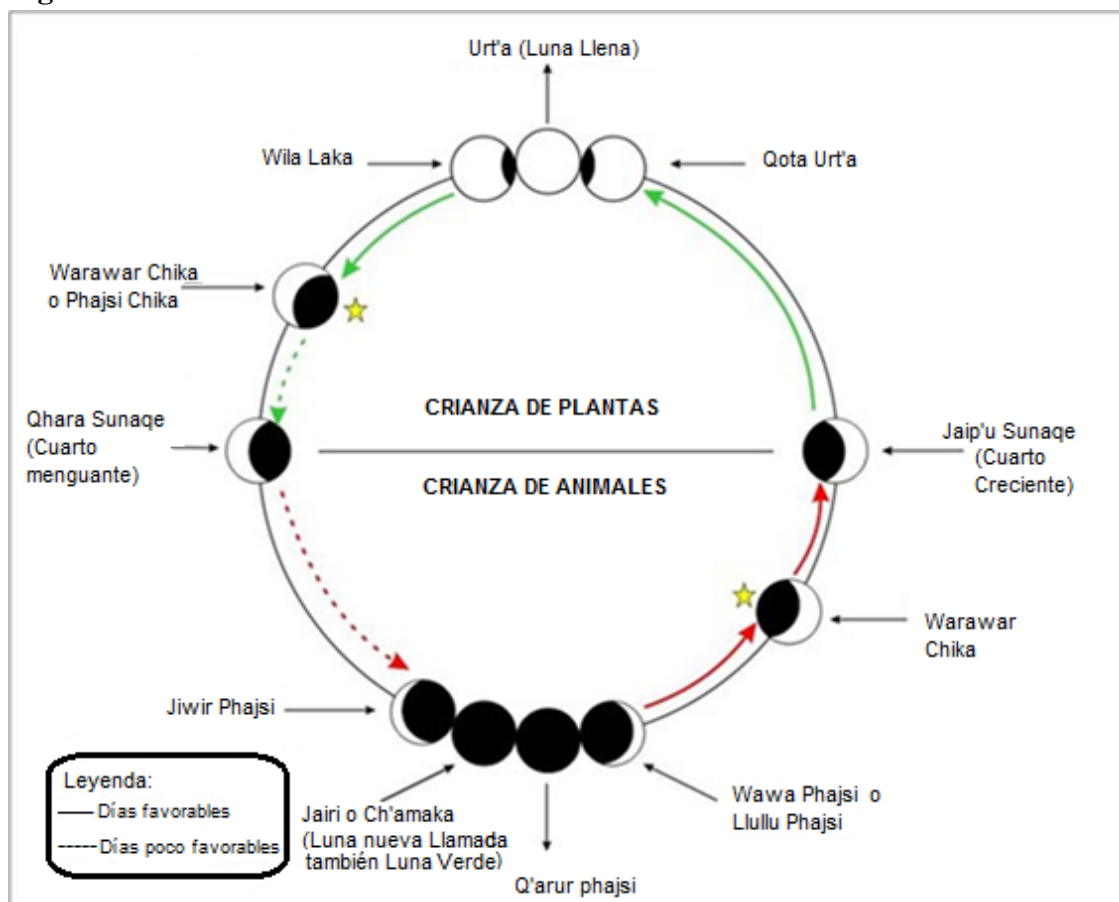 Urt'a (Luna Llena)
Wila Laka
Qota Urt'a
Warawar Chika
o Phajsi Chika
CRIANZA DE PLANTAS
Qhara Sunaqe
(Cuarto
menguante)
Jaip'u Sunaqe
(Cuarto
Creciente)
CRIANZA DE ANIMALES
Warawar
Chika
Jiwir Phajsi
Wawa Phajsi o
Llullu Phajsi
Jairi o Ch'amaka
(Luna nueva Llamada
también Luna Verde)
Q'arur phajsi
Leyenda:
Días favorables
Días poco favorables